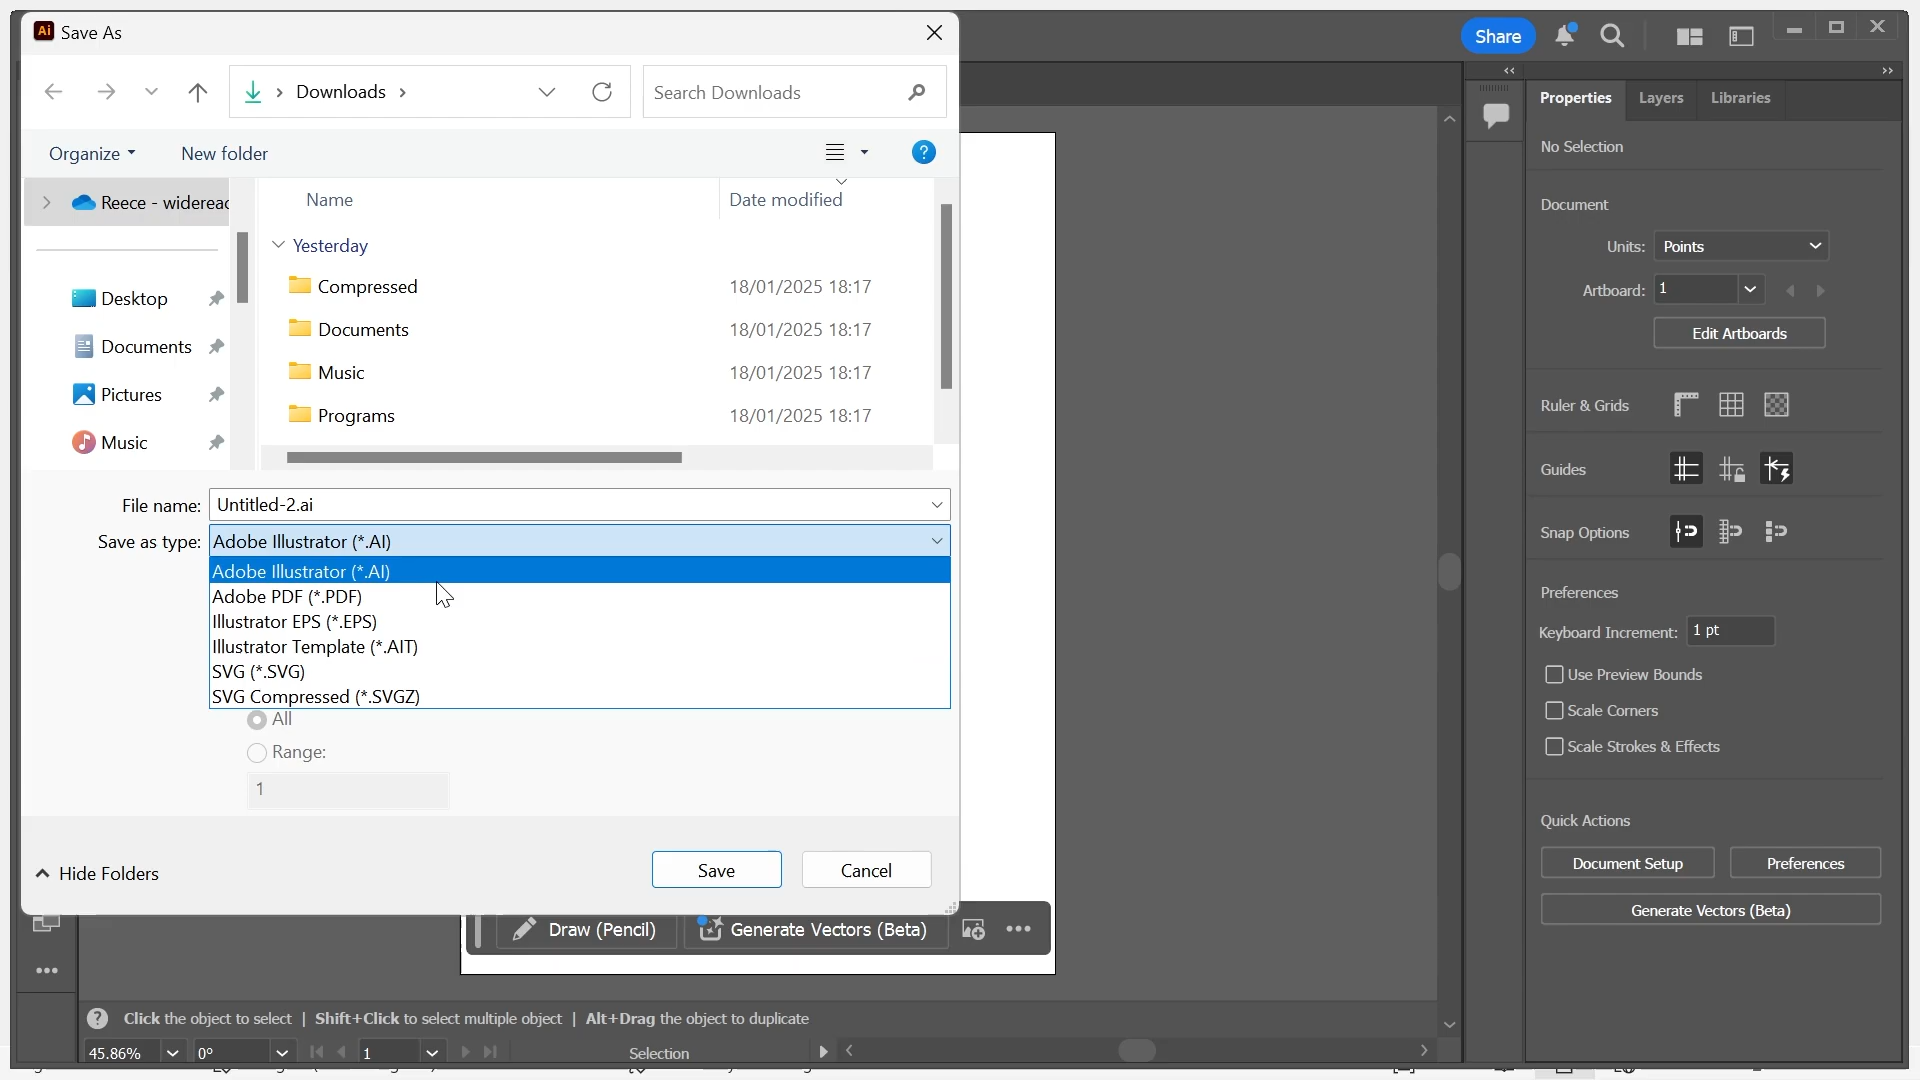 Ai Save As
Share
Downloads
Search Downloads
Organize
New folder
?
Reece - wideread
Name
Date modified
Yesterday
Compressed 18/01/2025 18:17
Documents 18/01/2025 18:17
Music 18/01/2025 18:17
Programs 18/01/2025 18:17
Desktop
Documents
Pictures
Music
File name: Untitled-2.ai
Save as type: Adobe Illustrator (*.AI)
Adobe Illustrator (*.AI)
Adobe PDF (*.PDF)
Illustrator EPS (*.EPS)
Illustrator Template (*.AIT)
SVG (*.SVG)
SVG Compressed (*.SVGZ)
All
Range:
1
Hide Folders
Save
Cancel
Draw (Pencil)
Generate Vectors (Beta)
? Click the object to select | Shift+Click to select multiple object | Alt+Drag the object to duplicate
45.86% 0° 1 Selection
Properties Layers Libraries
No Selection
Document
Units: Points
Artboard: 1
Edit Artboards
Ruler & Grids
Guides
Snap Options
Preferences
Keyboard Increment: 1 pt
Use Preview Bounds
Scale Corners
Scale Strokes & Effects
Quick Actions
Document Setup
Preferences
Generate Vectors (Beta)